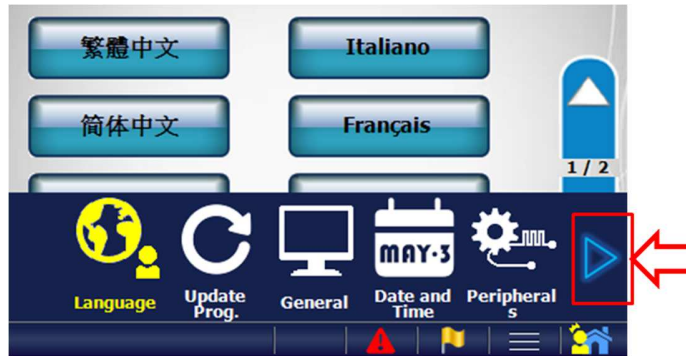 繁體中文
Italiano
简体中文
Français
1 / 2
MAY·3
Language
Update
Prog.
General
Date and
Time
Peripheral
s